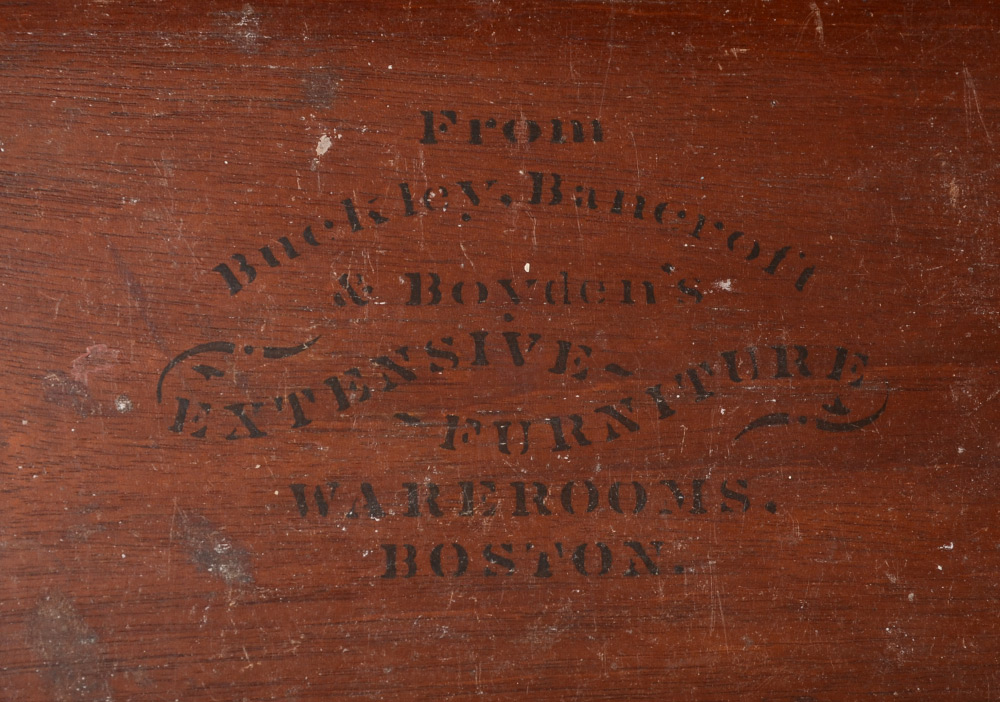 From
Buckley, Bancroft
& Boyden's
EXTENSIVE
FURNITURE
WAREROOMS.
BOSTON.